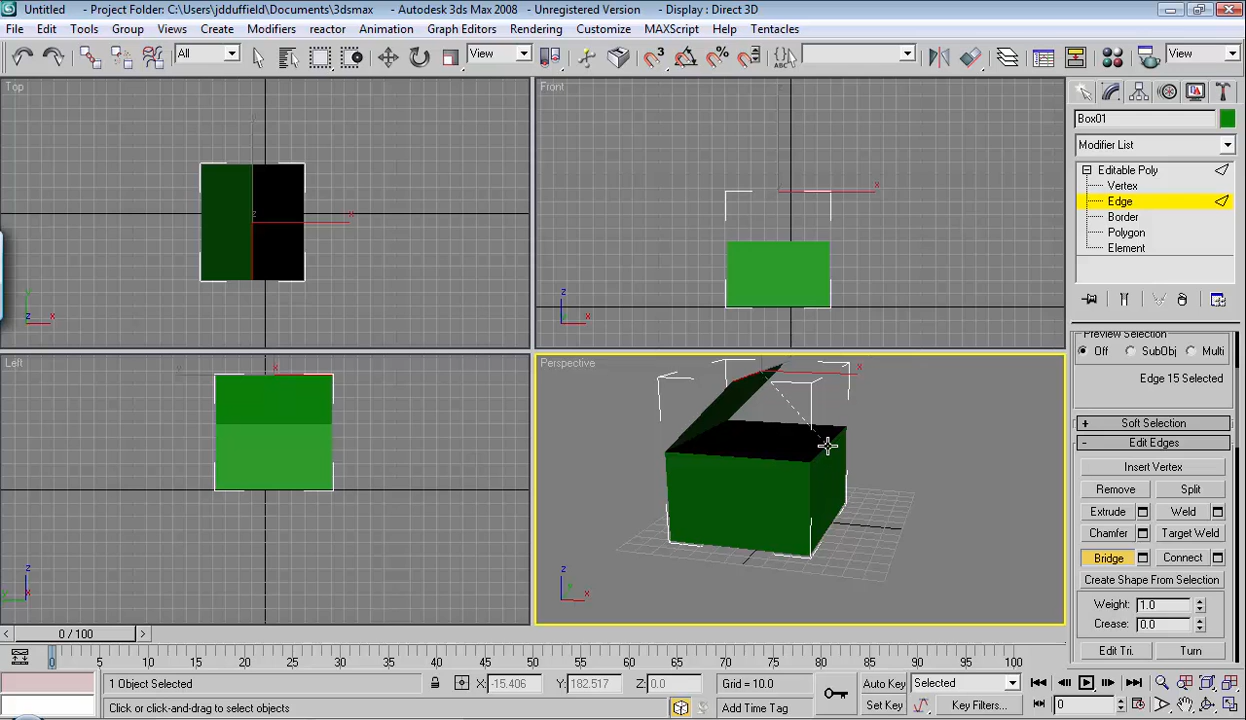 Untitled - Project Folder: C:\Users\jdduffield\Documents\3dsmax - Autodesk 3ds Max 2008 - Unregistered Version - Display : Direct 3D
File Edit Tools Group Views Create Modifiers reactor Animation Graph Editors Rendering Customize MAXScript Help Tentacles
All View 3 % View
Top Front
Box01
Modifier List
Editable Poly
Vertex
Edge
Border
Polygon
Element
y
x
z
x
z
x
y
z
x
Left Perspective
Preview Selection
Off SubObj Multi
Edge 15 Selected
+ Soft Selection
- Edit Edges
Insert Vertex
Remove Split
Extrude Weld
Chamfer Target Weld
Bridge Connect
Create Shape From Selection
Weight: 1.0
Crease: 0.0
Edit Tri. Turn
x
x
z
y
x
z
y
x
< 0 / 100 >
0 5 10 15 20 25 30 35 40 45 50 55 60 65 70 75 80 85 90 95 100
1 Object Selected X: -15.406 Y: 182.517 Z: 0.0 Grid = 10.0 Auto Key Selected
Click or click-and-drag to select objects Add Time Tag Set Key Key Filters... 0